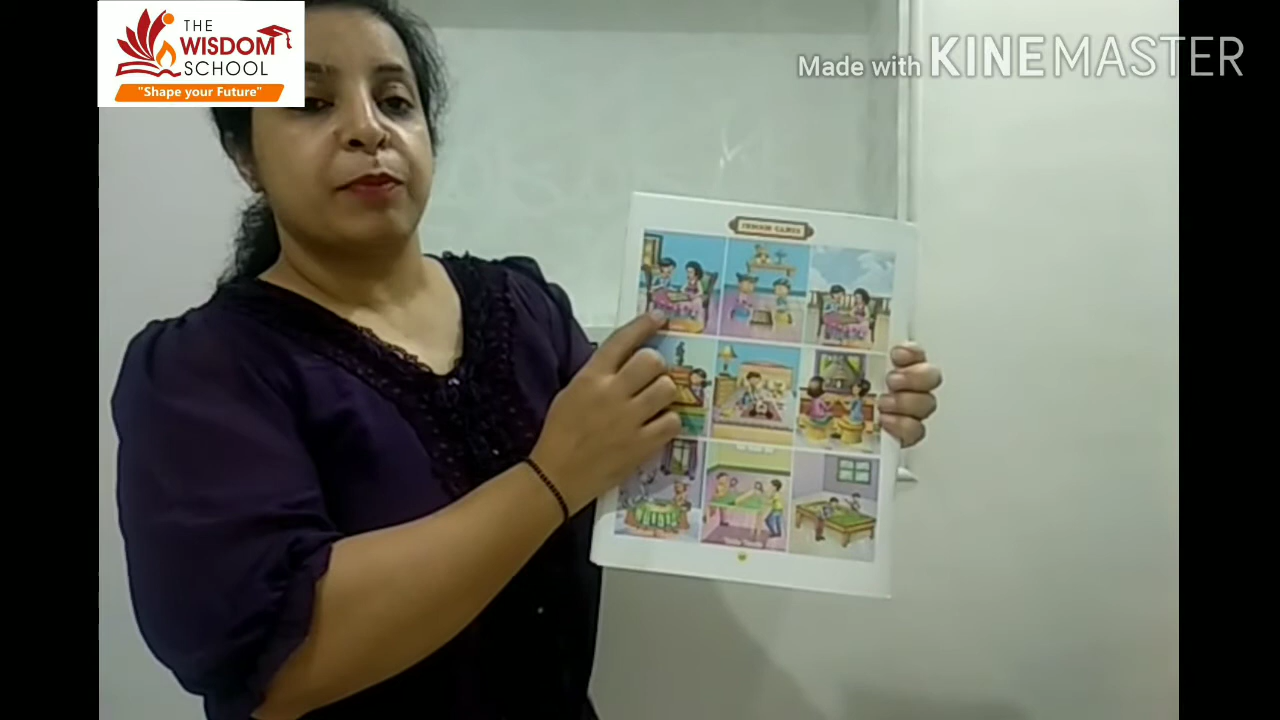 THE
WISDOM
SCHOOL
"Shape your Future"
Made with KINEMASTER
INDOOR GAMES